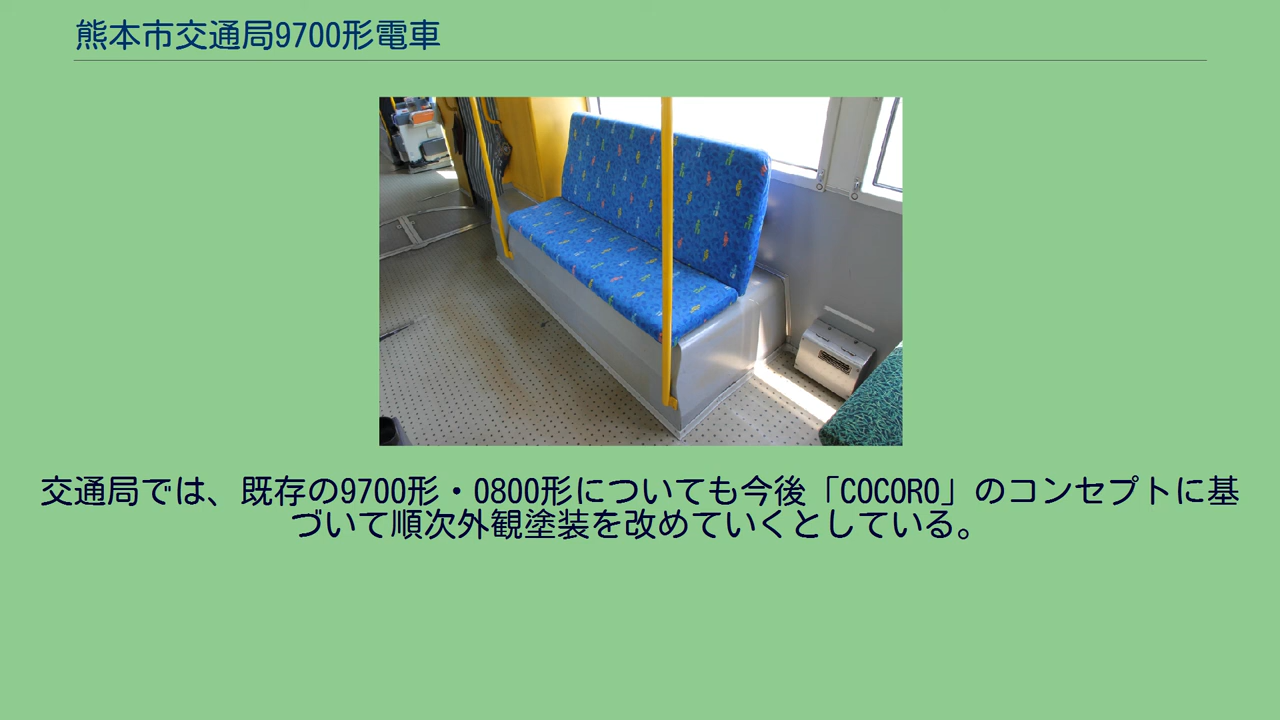 熊本市交通局9700形電車
交通局では、既存の9700形・0800形についても今後「COCORO」のコンセプトに基
づいて順次外観塗装を改めていくとしている。